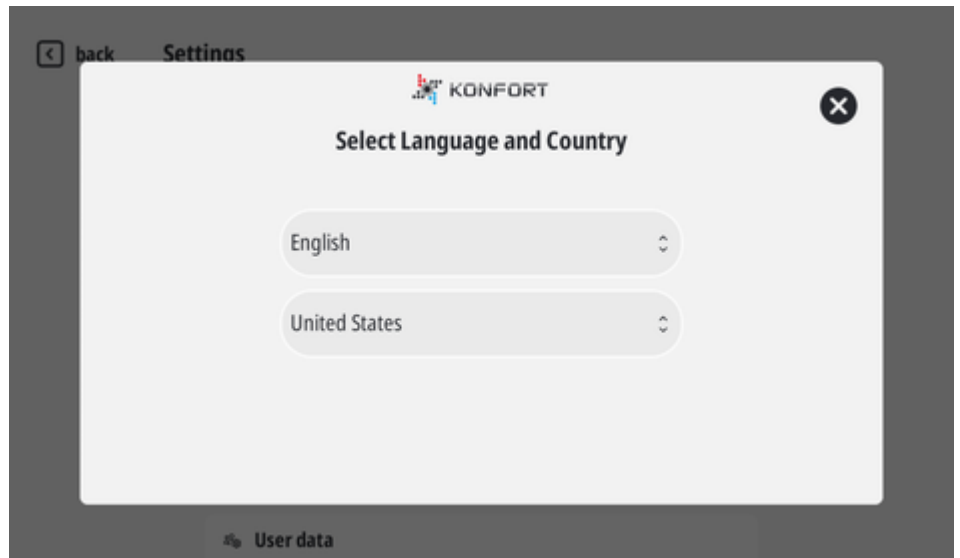 back Settings
KONFORT
Select Language and Country
English
United States
User data